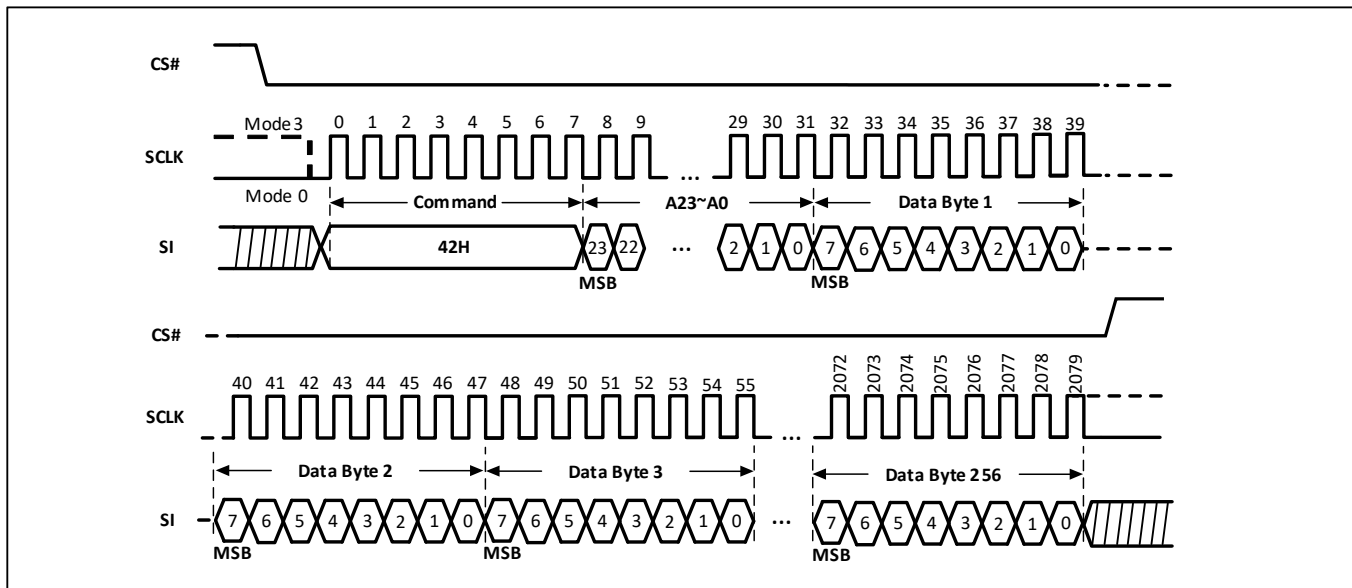 CS#
Mode 3
0 1 2 3 4 5 6 7 8 9 29 30 31 32 33 34 35 36 37 38 39
SCLK
...
Mode 0
Command A23~A0 Data Byte 1
SI 42H 23 22 ... 2 1 0 7 6 5 4 3 2 1 0
MSB MSB
CS#
40 41 42 43 44 45 46 47 48 49 50 51 52 53 54 55 2072 2073 2074 2075 2076 2077 2078 2079
SCLK
...
Data Byte 2 Data Byte 3 Data Byte 256
SI 7 6 5 4 3 2 1 0 7 6 5 4 3 2 1 0 ... 7 6 5 4 3 2 1 0
MSB MSB MSB